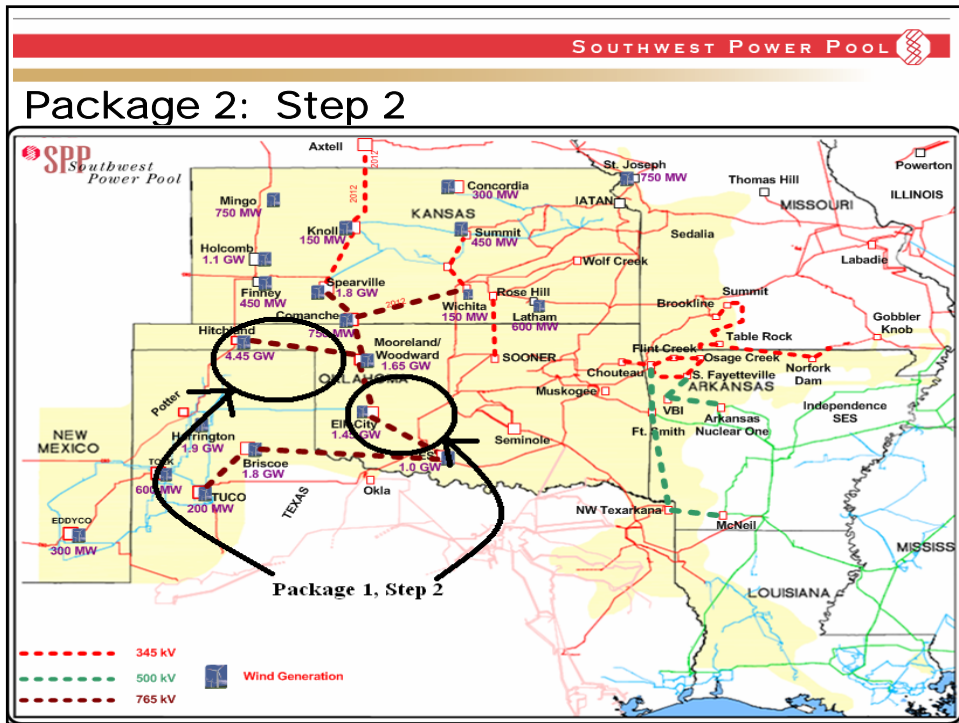 SOUTHWEST POWER POOL
Package 2: Step 2
SPP Southwest
Power Pool
Axtell
2012
2012
St. Joseph
750 MW
Powerton
Thomas Hill
ILLINOIS
MISSOURI
Concordia
300 MW
IATAN
Mingo
750 MW
KANSAS
Knoll
150 MW
Summit
450 MW
Sedalia
Labadie
Holcomb
1.1 GW
Wolf Creek
Finney
450 MW
Spearville
1.8 GW
2012
Wichita
150 MW
Rose Hill
Latham
600 MW
Summit
Brookline
Comanche
750 MW
Gobbler
Knob
Hitchland
4.45 GW
Mooreland/
Woodward
1.65 GW
Table Rock
Flint Creek
SOONER
Osage Creek
Chouteau
S. Fayetteville
Norfork
Dam
OKLAHOMA
Muskogee
ARKANSAS
Potter
VBI
Arkansas
Nuclear One
Independence
SES
Elk City
1.45 GW
Ft. Smith
NEW
MEXICO
Harrington
1.9 GW
Seminole
Briscoe
1.8 GW
1.0 GW
TOLK
600 MW
TUCO
200 MW
TEXAS
Okla
NW Texarkana
McNeil
EDDYCO
300 MW
MISSISS
Package 1, Step 2
LOUISIANA
345 kV
500 kV
765 kV
Wind Generation